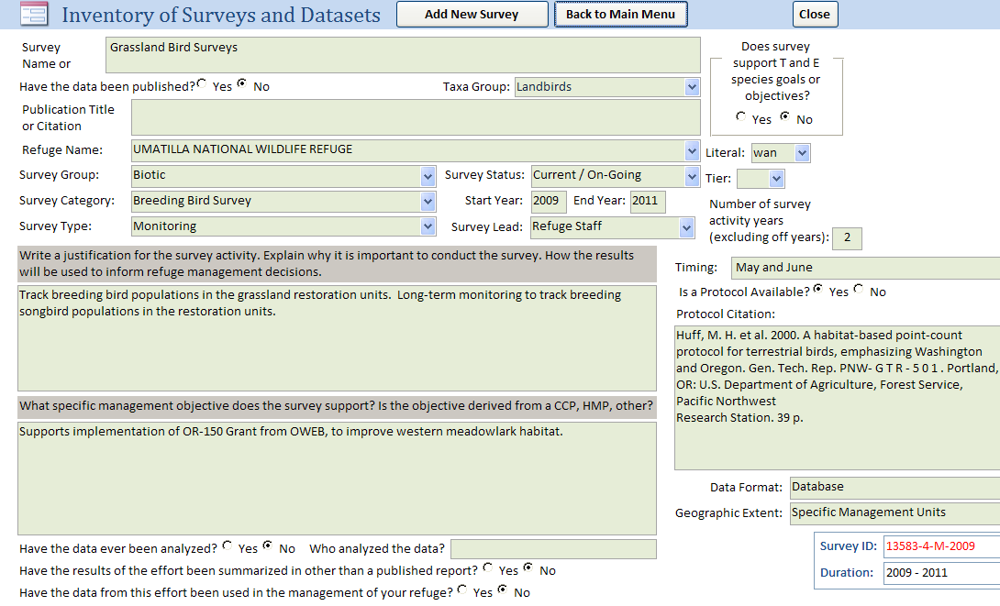 Inventory of Surveys and Datasets
Add New Survey
Back to Main Menu
Close
Survey
Name or
Grassland Bird Surveys
Does survey
support T and E
species goals or
objectives?
Yes No
Have the data been published? Yes No
Taxa Group: Landbirds
Publication Title
or Citation
Refuge Name: UMATILLA NATIONAL WILDLIFE REFUGE
Literal: wan
Survey Group: Biotic
Survey Status: Current / On-Going
Tier:
Survey Category: Breeding Bird Survey
Start Year: 2009 End Year: 2011
Number of survey
activity years
(excluding off years): 2
Survey Type: Monitoring
Survey Lead: Refuge Staff
Write a justification for the survey activity. Explain why it is important to conduct the survey. How the results
will be used to inform refuge management decisions.
Track breeding bird populations in the grassland restoration units. Long-term monitoring to track breeding
songbird populations in the restoration units.
Timing: May and June
Is a Protocol Available? Yes No
Protocol Citation:
Huff, M. H. et al. 2000. A habitat-based point-count
protocol for terrestrial birds, emphasizing Washington
and Oregon. Gen. Tech. Rep. PNW- G T R - 5 0 1 . Portland,
OR: U.S. Department of Agriculture, Forest Service,
Pacific Northwest
Research Station. 39 p.
What specific management objective does the survey support? Is the objective derived from a CCP, HMP, other?
Supports implementation of OR-150 Grant from OWEB, to improve western meadowlark habitat.
Data Format: Database
Geographic Extent: Specific Management Units
Have the data ever been analyzed? Yes No Who analyzed the data?
Have the results of the effort been summarized in other than a published report? Yes No
Have the data from this effort been used in the management of your refuge? Yes No
Survey ID: 13583-4-M-2009
Duration: 2009 - 2011